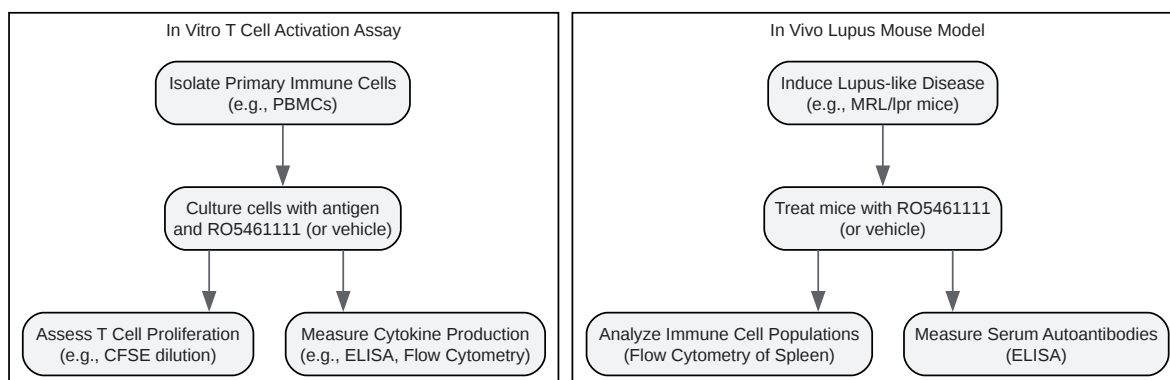 In Vitro T Cell Activation Assay
Isolate Primary Immune Cells
(e.g., PBMCs)
Culture cells with antigen
and RO5461111 (or vehicle)
Assess T Cell Proliferation
(e.g., CFSE dilution)
Measure Cytokine Production
(e.g., ELISA, Flow Cytometry)
In Vivo Lupus Mouse Model
Induce Lupus-like Disease
(e.g., MRL/lpr mice)
Treat mice with RO5461111
(or vehicle)
Analyze Immune Cell Populations
(Flow Cytometry of Spleen)
Measure Serum Autoantibodies
(ELISA)